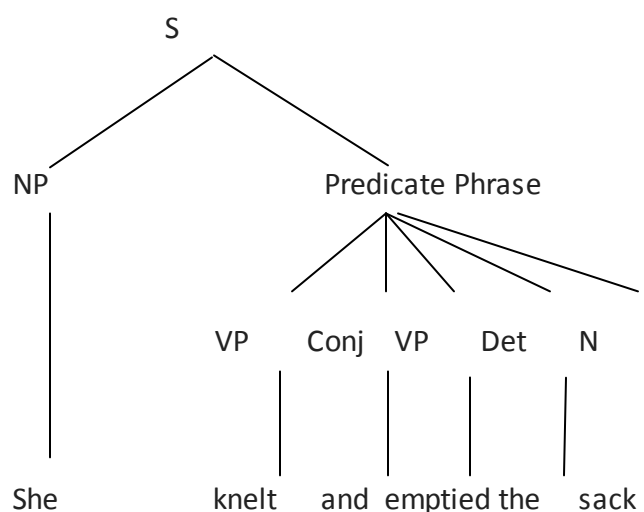 S
NP Predicate Phrase
VP Conj VP Det N
She knelt and emptied the sack